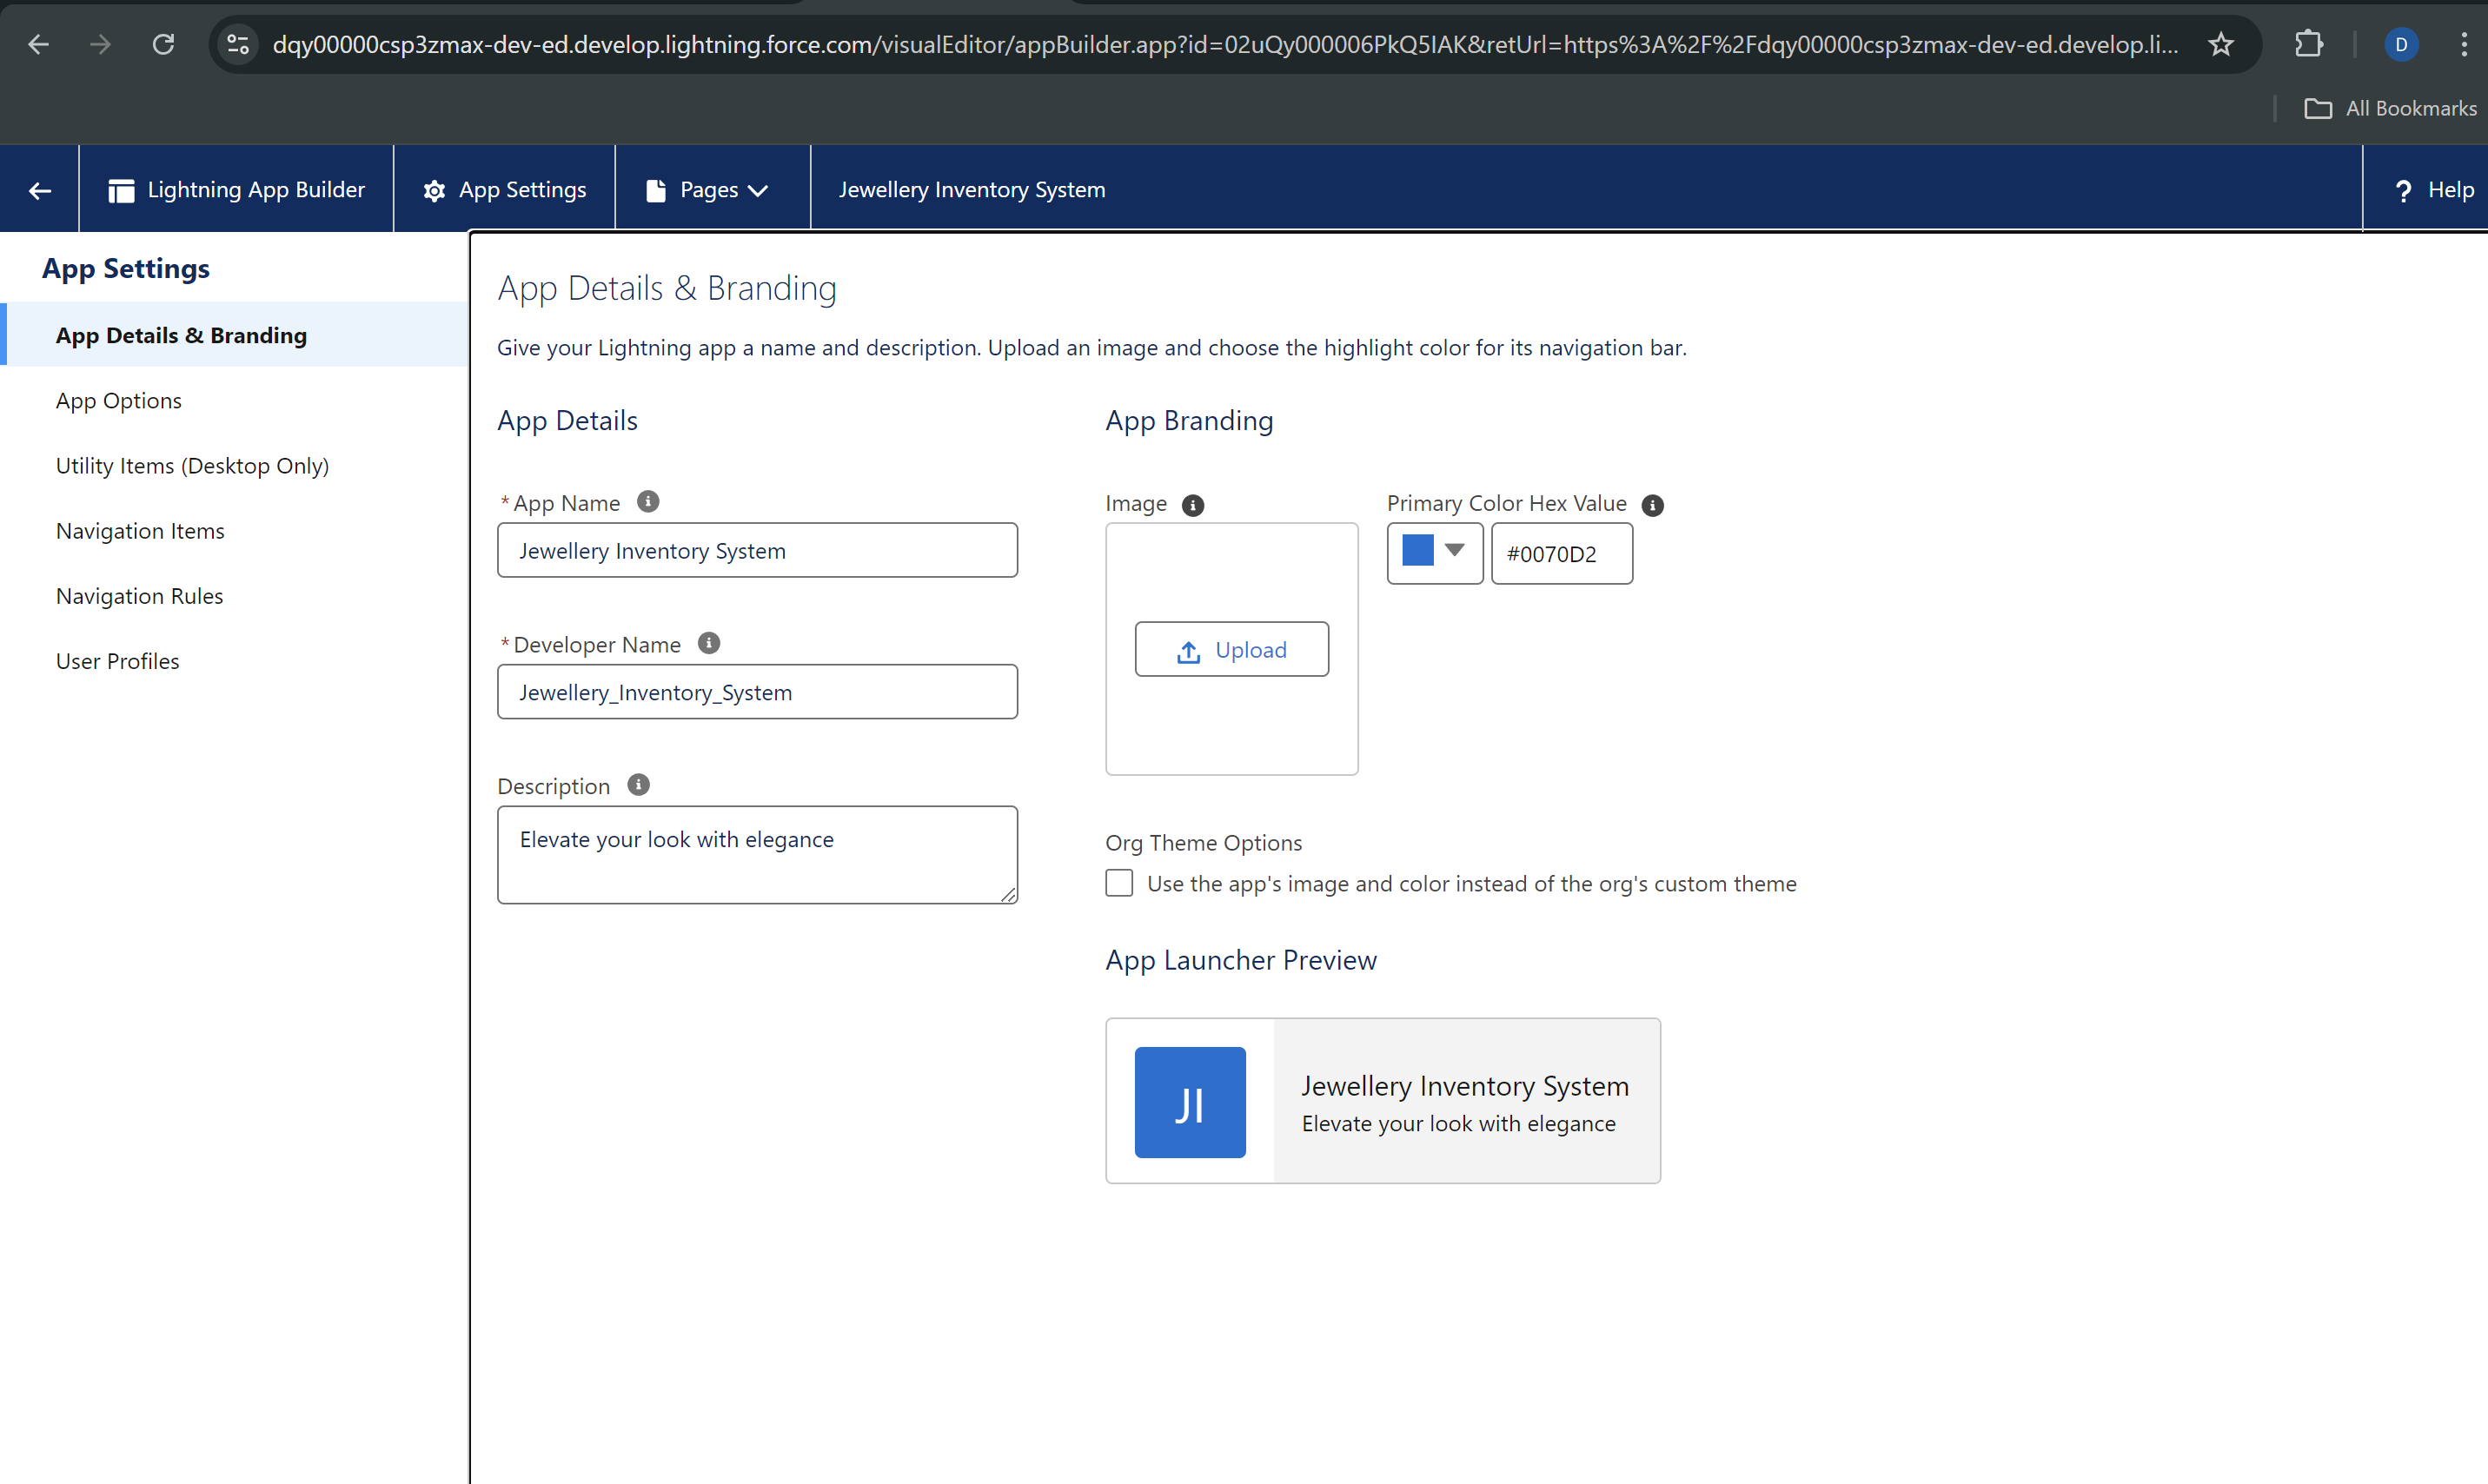 dqy00000csp3zmax-dev-ed.develop.lightning.force.com/visualEditor/appBuilder.app?id=02uQy000006PkQ5IAK&retUrl=https%3A%2F%2Fdqy00000csp3zmax-dev-ed.develop.li...
D
All Bookmarks
Lightning App Builder
App Settings
Pages
Jewellery Inventory System
? Help
App Settings
App Details & Branding
App Options
Utility Items (Desktop Only)
Navigation Items
Navigation Rules
User Profiles
App Details & Branding
Give your Lightning app a name and description. Upload an image and choose the highlight color for its navigation bar.
App Details
*App Name
Jewellery Inventory System
*Developer Name
Jewellery_Inventory_System
Description
Elevate your look with elegance
App Branding
Image
Upload
Primary Color Hex Value
#0070D2
Org Theme Options
Use the app's image and color instead of the org's custom theme
App Launcher Preview
JI
Jewellery Inventory System
Elevate your look with elegance